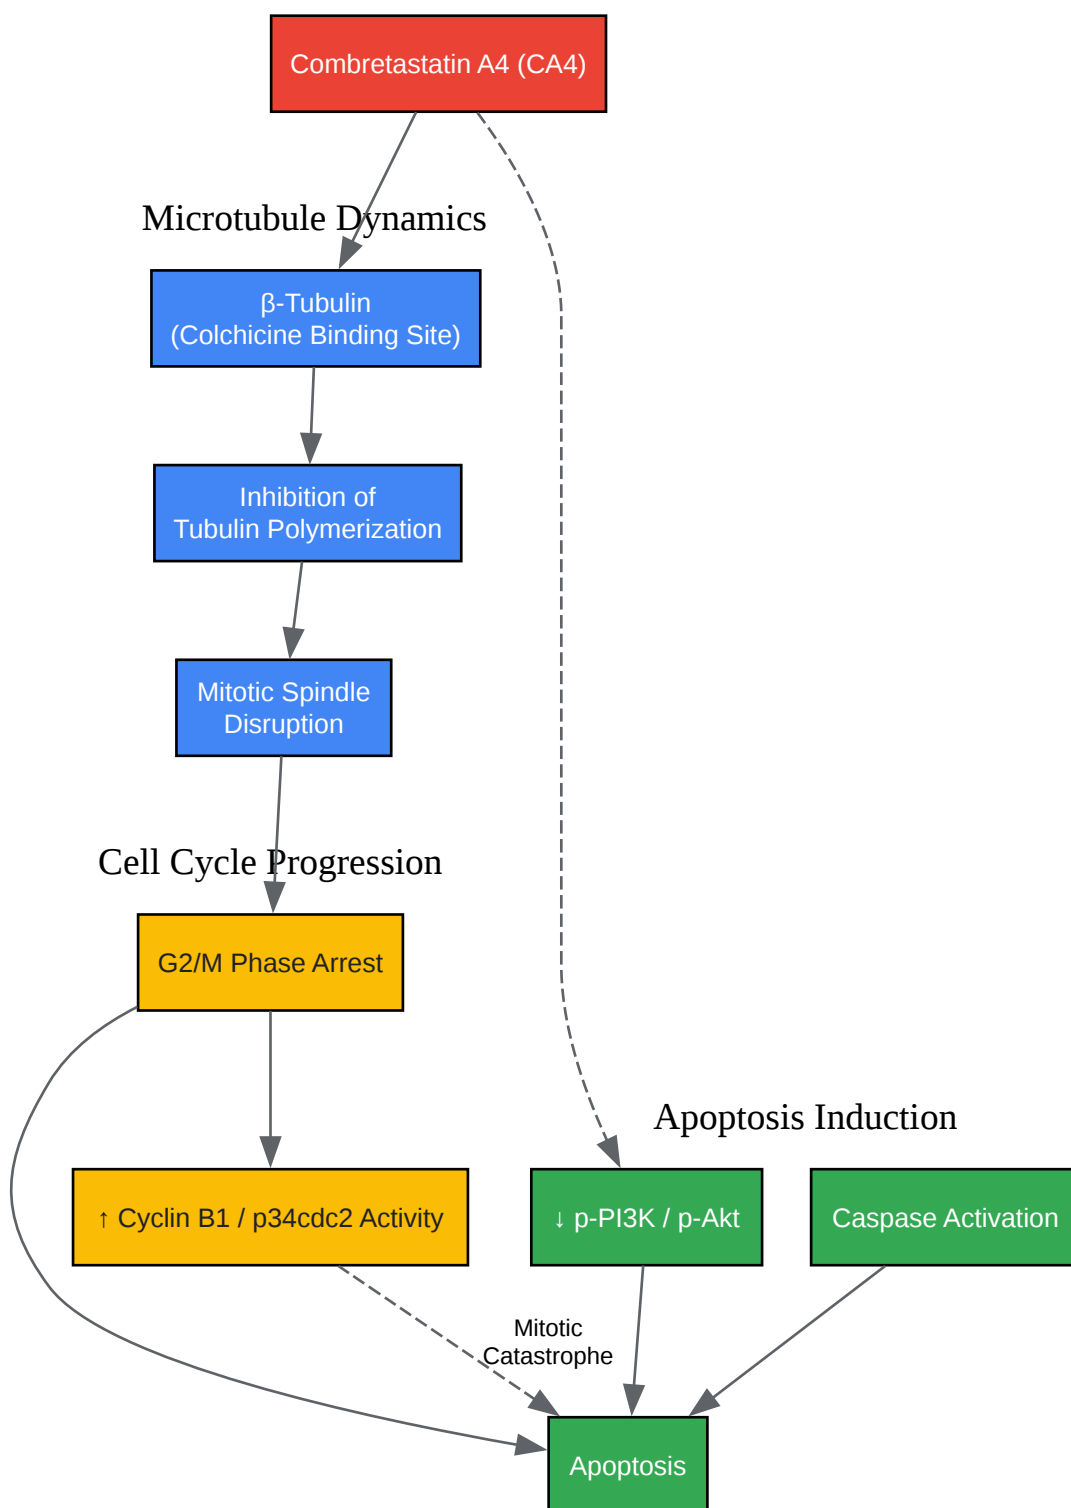 Combretastatin A4 (CA4)
Microtubule Dynamics
β-Tubulin
(Colchicine Binding Site)
Inhibition of
Tubulin Polymerization
Mitotic Spindle
Disruption
Cell Cycle Progression
G2/M Phase Arrest
Apoptosis Induction
↑ Cyclin B1 / p34cdc2 Activity
↓ p-PI3K / p-Akt
Caspase Activation
Mitotic
Catastrophe
Apoptosis